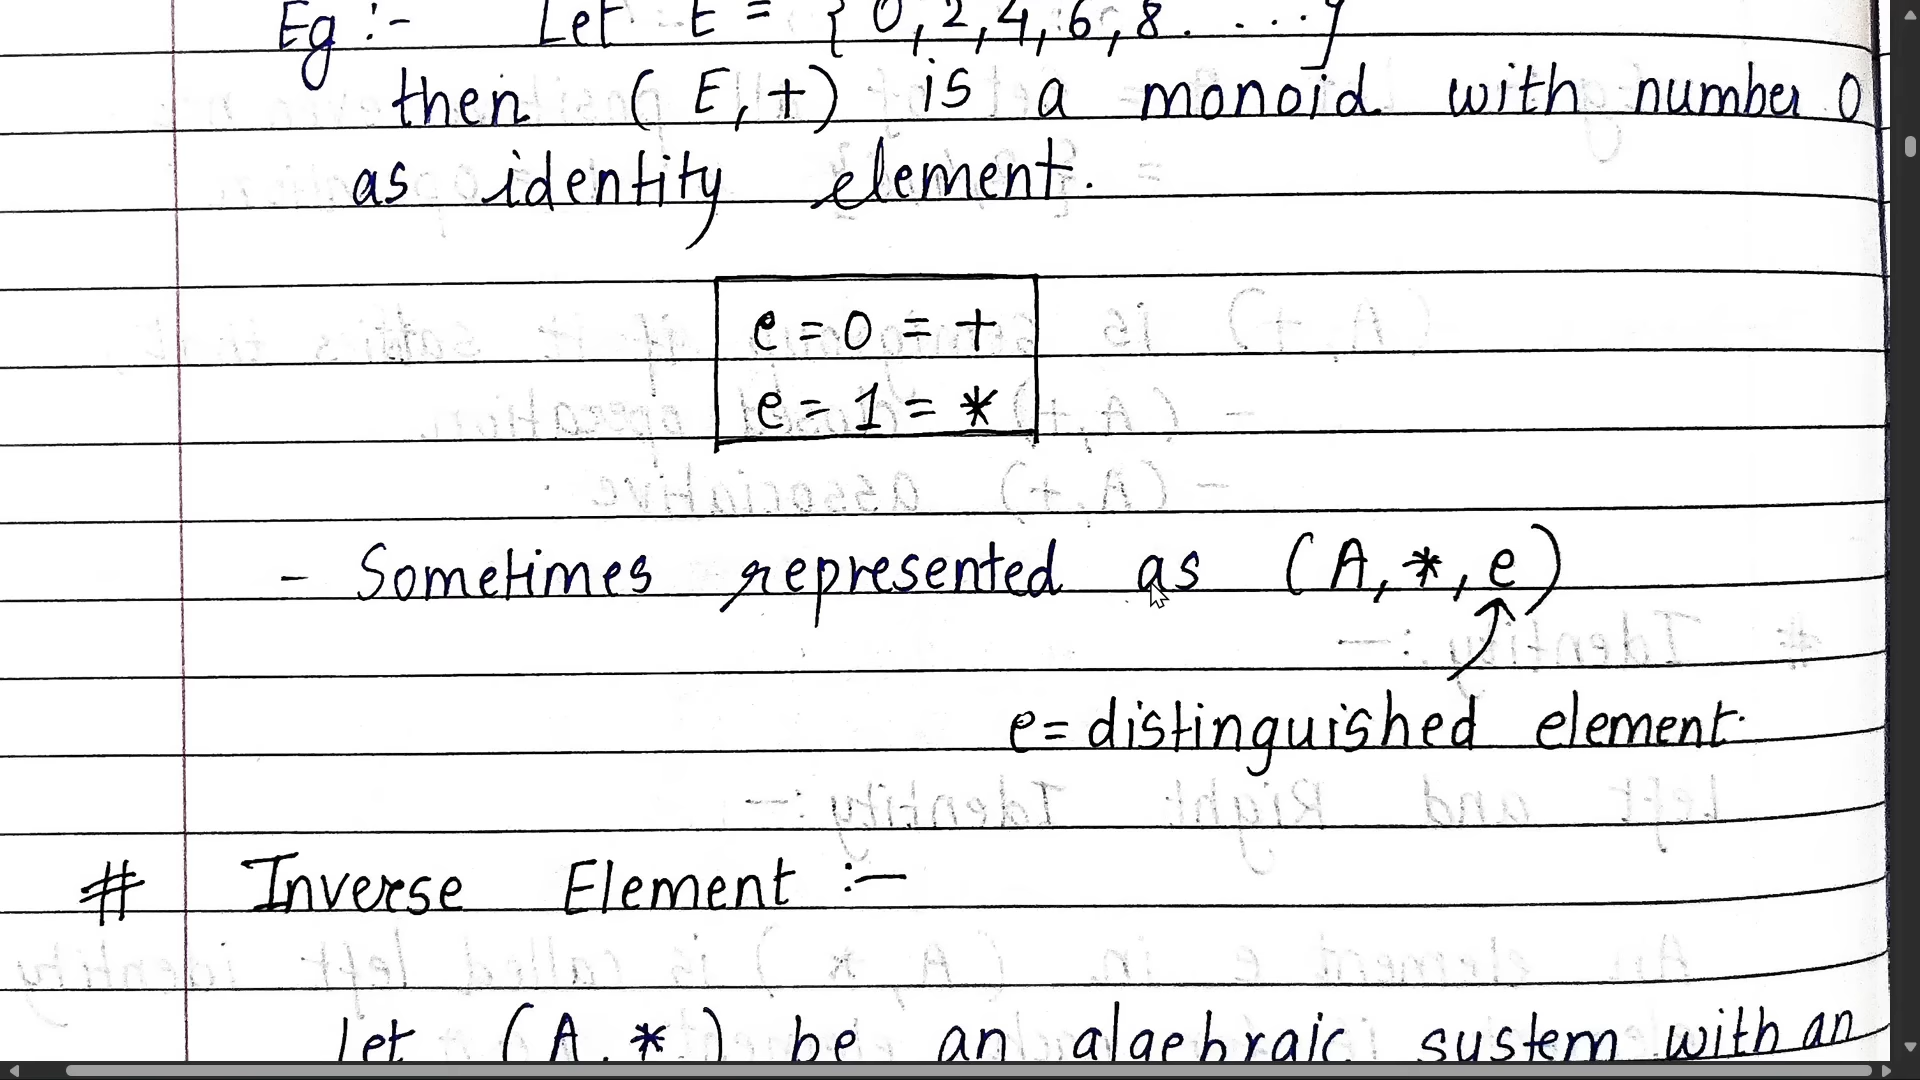 Eg :- Let E = { 0, 2, 4, 6, 8. . . . .}
then ( E, +) is a monoid with number 0
as identity element.
e = 0 = +
e = 1 = *
- Sometimes represented as (A, *, e)
e = distinguished element.
# Inverse Element :-
let (A, *) be an algebraic system with an